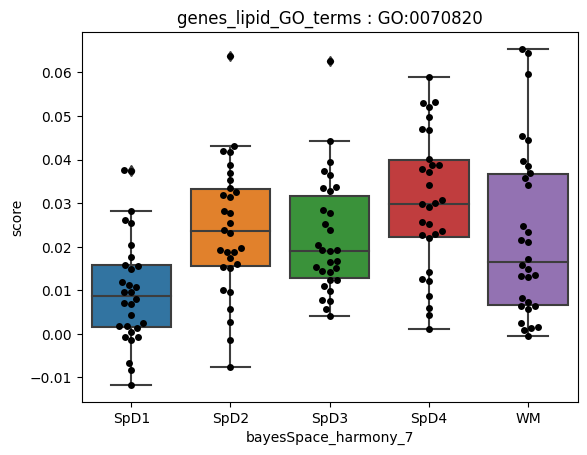 genes_lipid_GO_terms : GO:0070820
score
0.06
0.05
0.04
0.03
0.02
0.01
0.00
−0.01
SpD1 SpD2 SpD3 SpD4 WM
bayesSpace_harmony_7